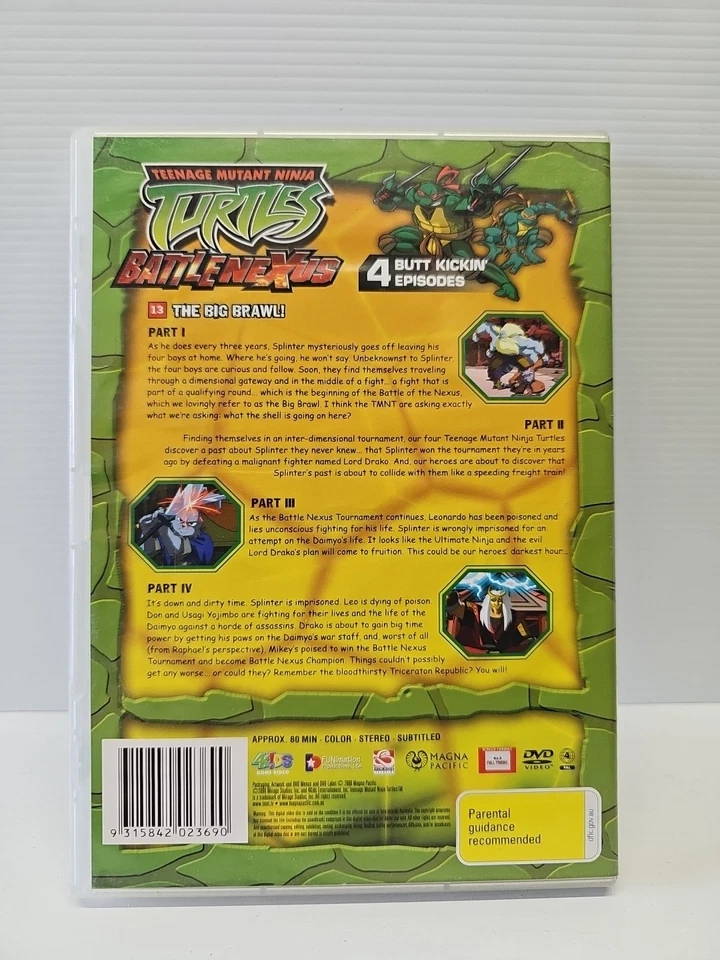 TEENAGE MUTANT NINJA
TURTLES
BATTLE NEXUS
4 BUTT KICKIN'
EPISODES
13 THE BIG BRAWL!
PART I
As he does every three years, Splinter mysteriously goes off leaving his
four boys at home. Where he's going, he won't say. Unbeknownst to Splinter,
the four boys are curious and follow. Soon, they find themselves traveling
through a dimensional gateway and in the middle of a fight... a fight that is
part of a qualifying round... which is the beginning of the Battle of the Nexus,
which we lovingly refer to as the Big Brawl. I think the TMNT are asking exactly
what we're asking: what the shell is going on here?
PART II
Finding themselves in an inter-dimensional tournament, our four Teenage Mutant Ninja Turtles
discover a past about Splinter they never knew... that Splinter won the tournament they're in years
ago by defeating a malignant fighter named Lord Drako. And, our heroes are about to discover that
Splinter's past is about to collide with them like a speeding freight train!
PART III
As the Battle Nexus Tournament continues, Leonardo has been poisoned and
lies unconscious fighting for his life. Splinter is wrongly imprisoned for an
attempt on the Daimyo's life. It looks like the Ultimate Ninja and the evil
Lord Drako's plan will come to fruition. This could be our heroes' darkest hour...
PART IV
It's down and dirty time. Splinter is imprisoned. Leo is dying of poison.
Don and Usagi Yojimbo are fighting for their lives and the life of the
Daimyo against a horde of assassins. Drako is about to gain big time
power by getting his paws on the Daimyo's war staff, and, worst of all
(from Raphael's perspective), Mikey's poised to win the Battle Nexus
Tournament and become Battle Nexus Champion. Things couldn't possibly
get any worse... or could they? Remember the bloodthirsty Triceraton Republic? You will!
APPROX. 80 MIN · COLOR · STEREO · SUBTITLED
4KIDS
HOME VIDEO
FUNimation
MAGNA
PACIFIC
FULL FRAME
DVD
VIDEO
4
PAL
9 315842 023690
Parental
guidance
recommended
oflc.gov.au